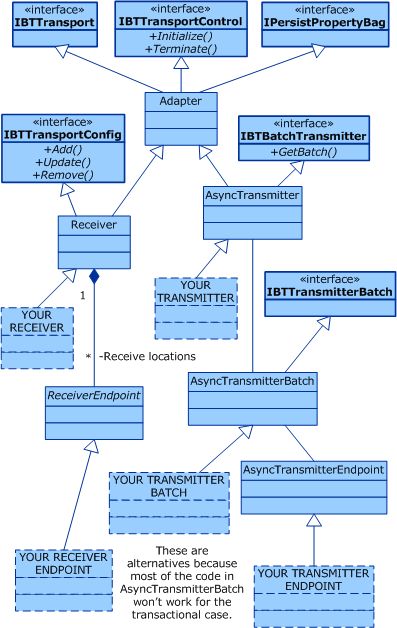 «interface»
IBTTransport
«interface»
IBTTransportControl
+Initialize()
+Terminate()
«interface»
IPersistPropertyBag
Adapter
«interface»
IBTTransportConfig
+Add()
+Update()
+Remove()
«interface»
IBTBatchTransmitter
+GetBatch()
AsyncTransmitter
Receiver
YOUR
TRANSMITTER
«interface»
IBTTransmitterBatch
1
YOUR
RECEIVER
* -Receive locations
AsyncTransmitterBatch
ReceiverEndpoint
AsyncTransmitterEndpoint
YOUR TRANSMITTER
BATCH
YOUR RECEIVER
ENDPOINT
These are
alternatives because
most of the code in
AsyncTransmitterBatch
won't work for the
transactional case.
YOUR TRANSMITTER
ENDPOINT